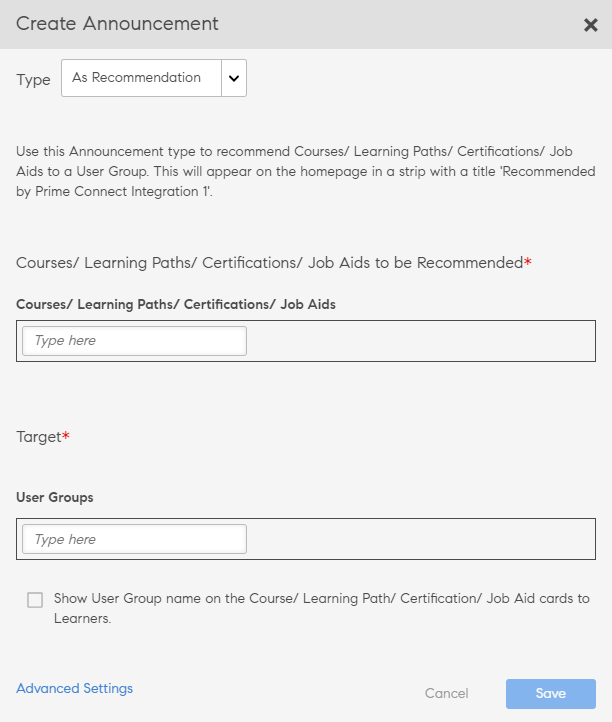 Create Announcement
Type
As Recommendation
Use this Announcement type to recommend Courses/ Learning Paths/ Certifications/ Job
Aids to a User Group. This will appear on the homepage in a strip with a title 'Recommended
by Prime Connect Integration 1'.
Courses/ Learning Paths/ Certifications/ Job Aids to be Recommended*
Courses/ Learning Paths/ Certifications/ Job Aids
Type here
Target*
User Groups
Type here
Show User Group name on the Course/ Learning Path/ Certification/ Job Aid cards to
Learners.
Advanced Settings
Cancel
Save